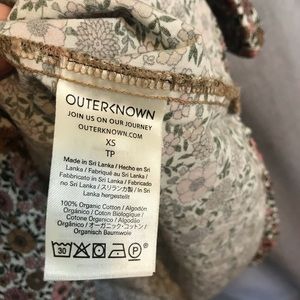 OUTERKNOWN
JOIN US ON OUR JOURNEY
OUTERKNOWN.COM
XS
TP
Made in Sri Lanka / Hecho en Sri
Lanka / Fabriqué au Sri Lanka /
Fabbricato in Sri Lanka / Fabricado
no Sri Lanka / スリランカ製 / In Sri
Lanka hergestellt
100% Organic Cotton / Algodón
Orgánico / Coton Biologique /
Cotone Organico / Algodão
Orgânico / オーガニック・コットン /
Organisch Baumwole
30
P